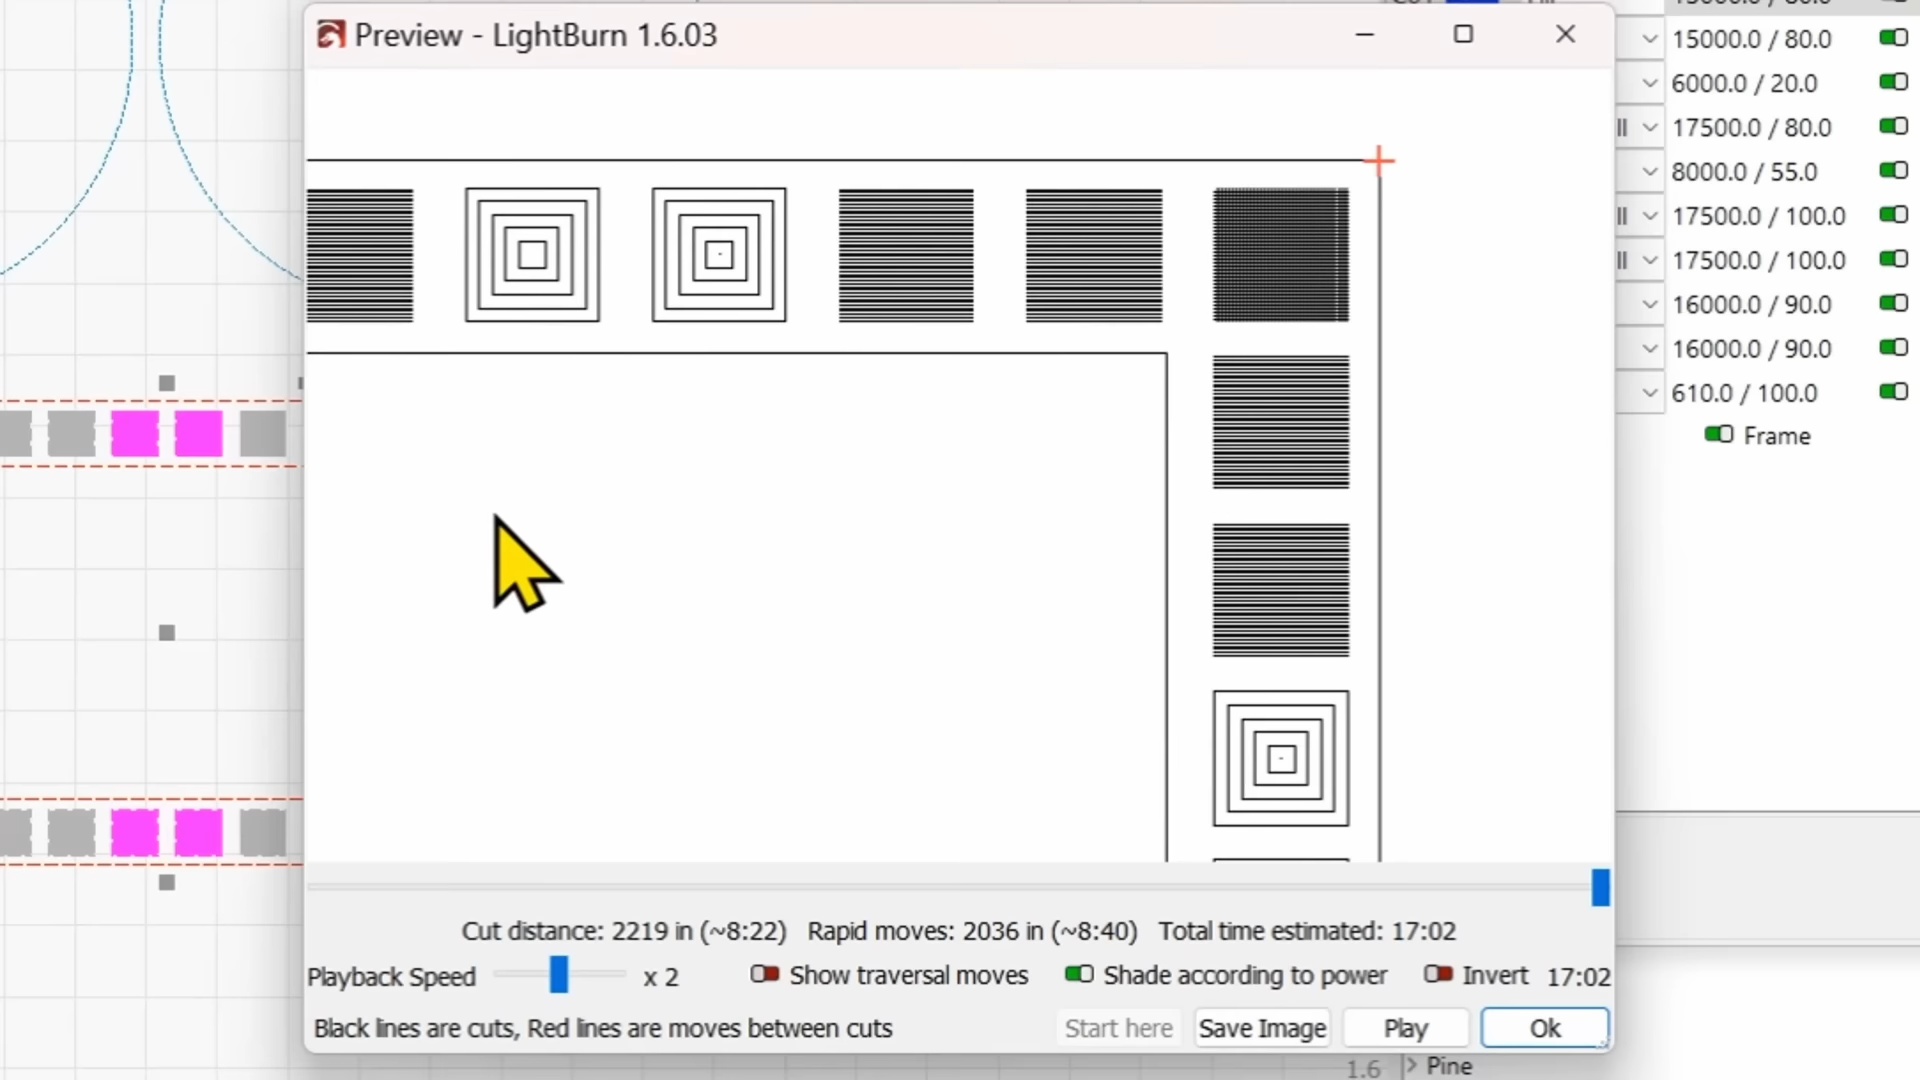 Preview - LightBurn 1.6.03
15000.0 / 80.0
6000.0 / 20.0
17500.0 / 80.0
8000.0 / 55.0
17500.0 / 100.0
17500.0 / 100.0
16000.0 / 90.0
16000.0 / 90.0
610.0 / 100.0
Frame
Cut distance: 2219 in (~8:22) Rapid moves: 2036 in (~8:40) Total time estimated: 17:02
Playback Speed x 2 Show traversal moves Shade according to power Invert 17:02
Black lines are cuts, Red lines are moves between cuts Start here Save Image Play Ok
1.6 > Pine